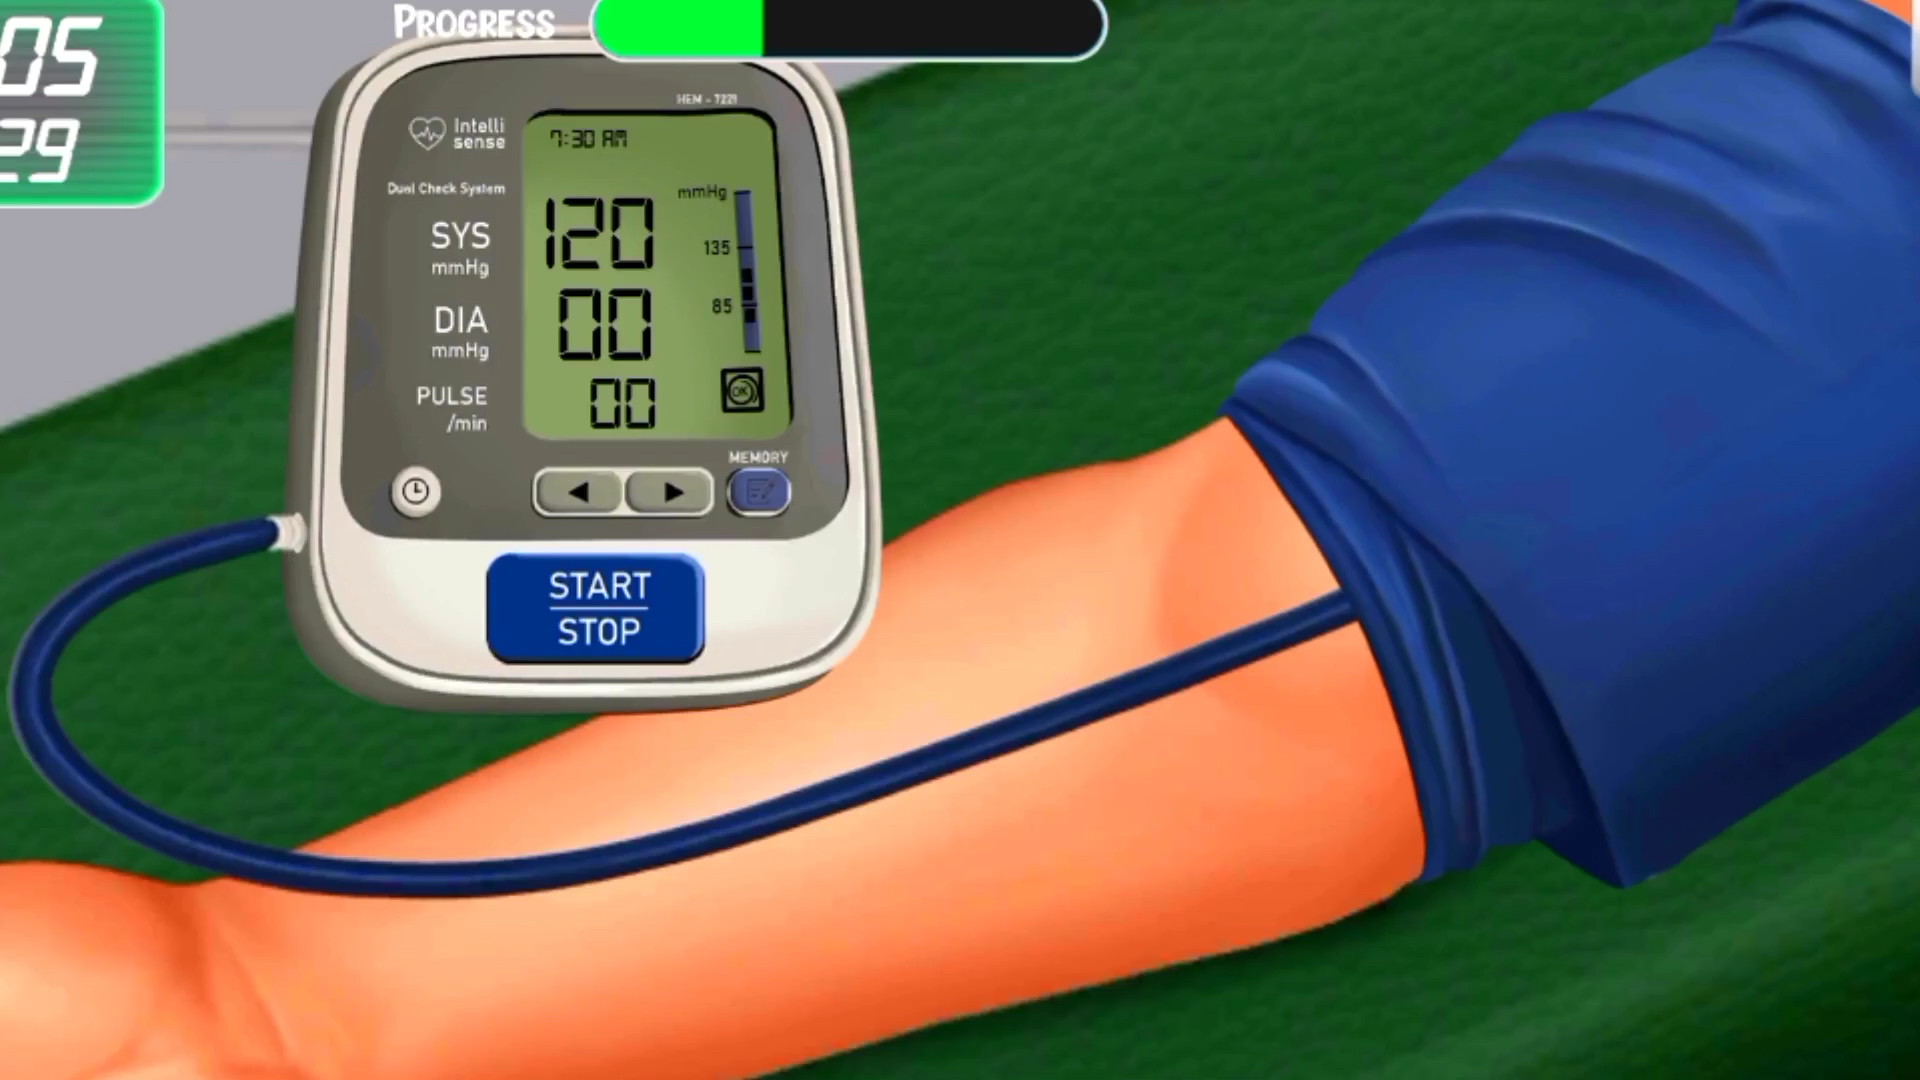 05
29
PROGRESS
HEM - 7221
Intelli
sense
Dual Check System
7:30 AM
SYS
mmHg
120
mmHg
135
85
DIA
mmHg
00
PULSE
/min
00
OK
MEMORY
START
STOP